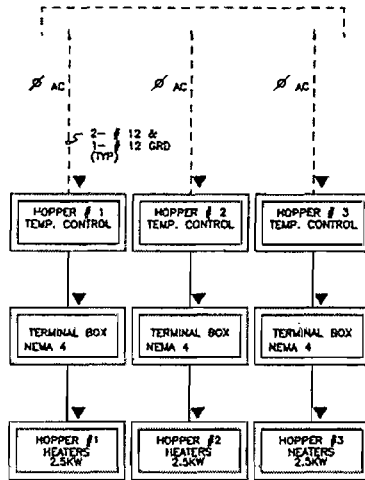 Ø AC
Ø AC
Ø AC
2- # 12 &
1- # 12 GRD
(TYP)
HOPPER # 1
TEMP. CONTROL
HOPPER # 2
TEMP. CONTROL
HOPPER # 3
TEMP. CONTROL
TERMINAL BOX
NEMA 4
TERMINAL BOX
NEMA 4
TERMINAL BOX
NEMA 4
HOPPER #1
HEATERS
2.5KW
HOPPER #2
HEATERS
2.5KW
HOPPER #3
HEATERS
2.5KW